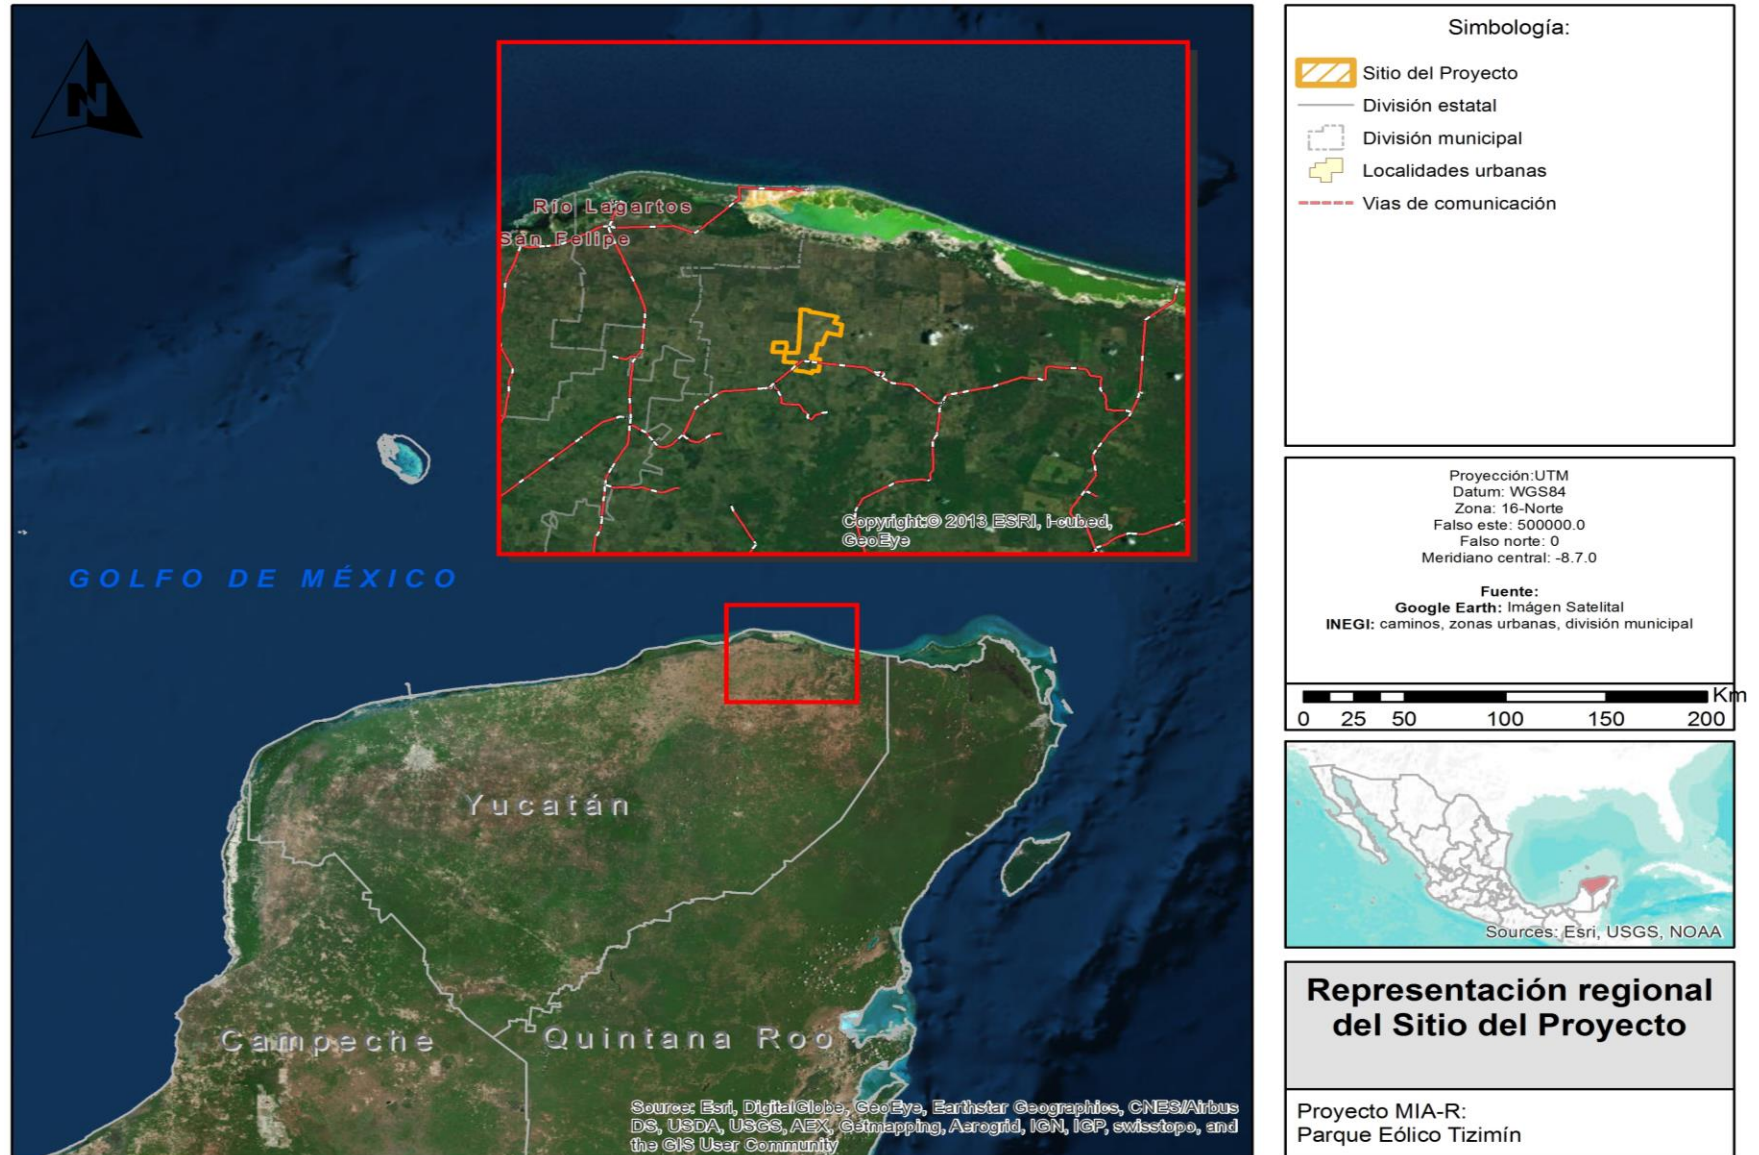 N
Río Lagartos
San Felipe
Copyright:© 2013 ESRI, i-cubed,
GeoEye
GOLFO DE MÉXICO
Yucatán
Campeche
Quintana Roo
Source: Esri, DigitalGlobe, GeoEye, Earthstar Geographics, CNES/Airbus
DS, USDA, USGS, AEX, Getmapping, Aerogrid, IGN, IGP, swisstopo, and
the GIS User Community
Simbología:
Sitio del Proyecto
División estatal
División municipal
Localidades urbanas
Vias de comunicación
Proyección:UTM
Datum: WGS84
Zona: 16-Norte
Falso este: 500000.0
Falso norte: 0
Meridiano central: -8.7.0
Fuente:
Google Earth: Imágen Satelital
INEGI: caminos, zonas urbanas, división municipal
Km
0 25 50 100 150 200
Sources: Esri, USGS, NOAA
Representación regional
del Sitio del Proyecto
Proyecto MIA-R:
Parque Eólico Tizimín